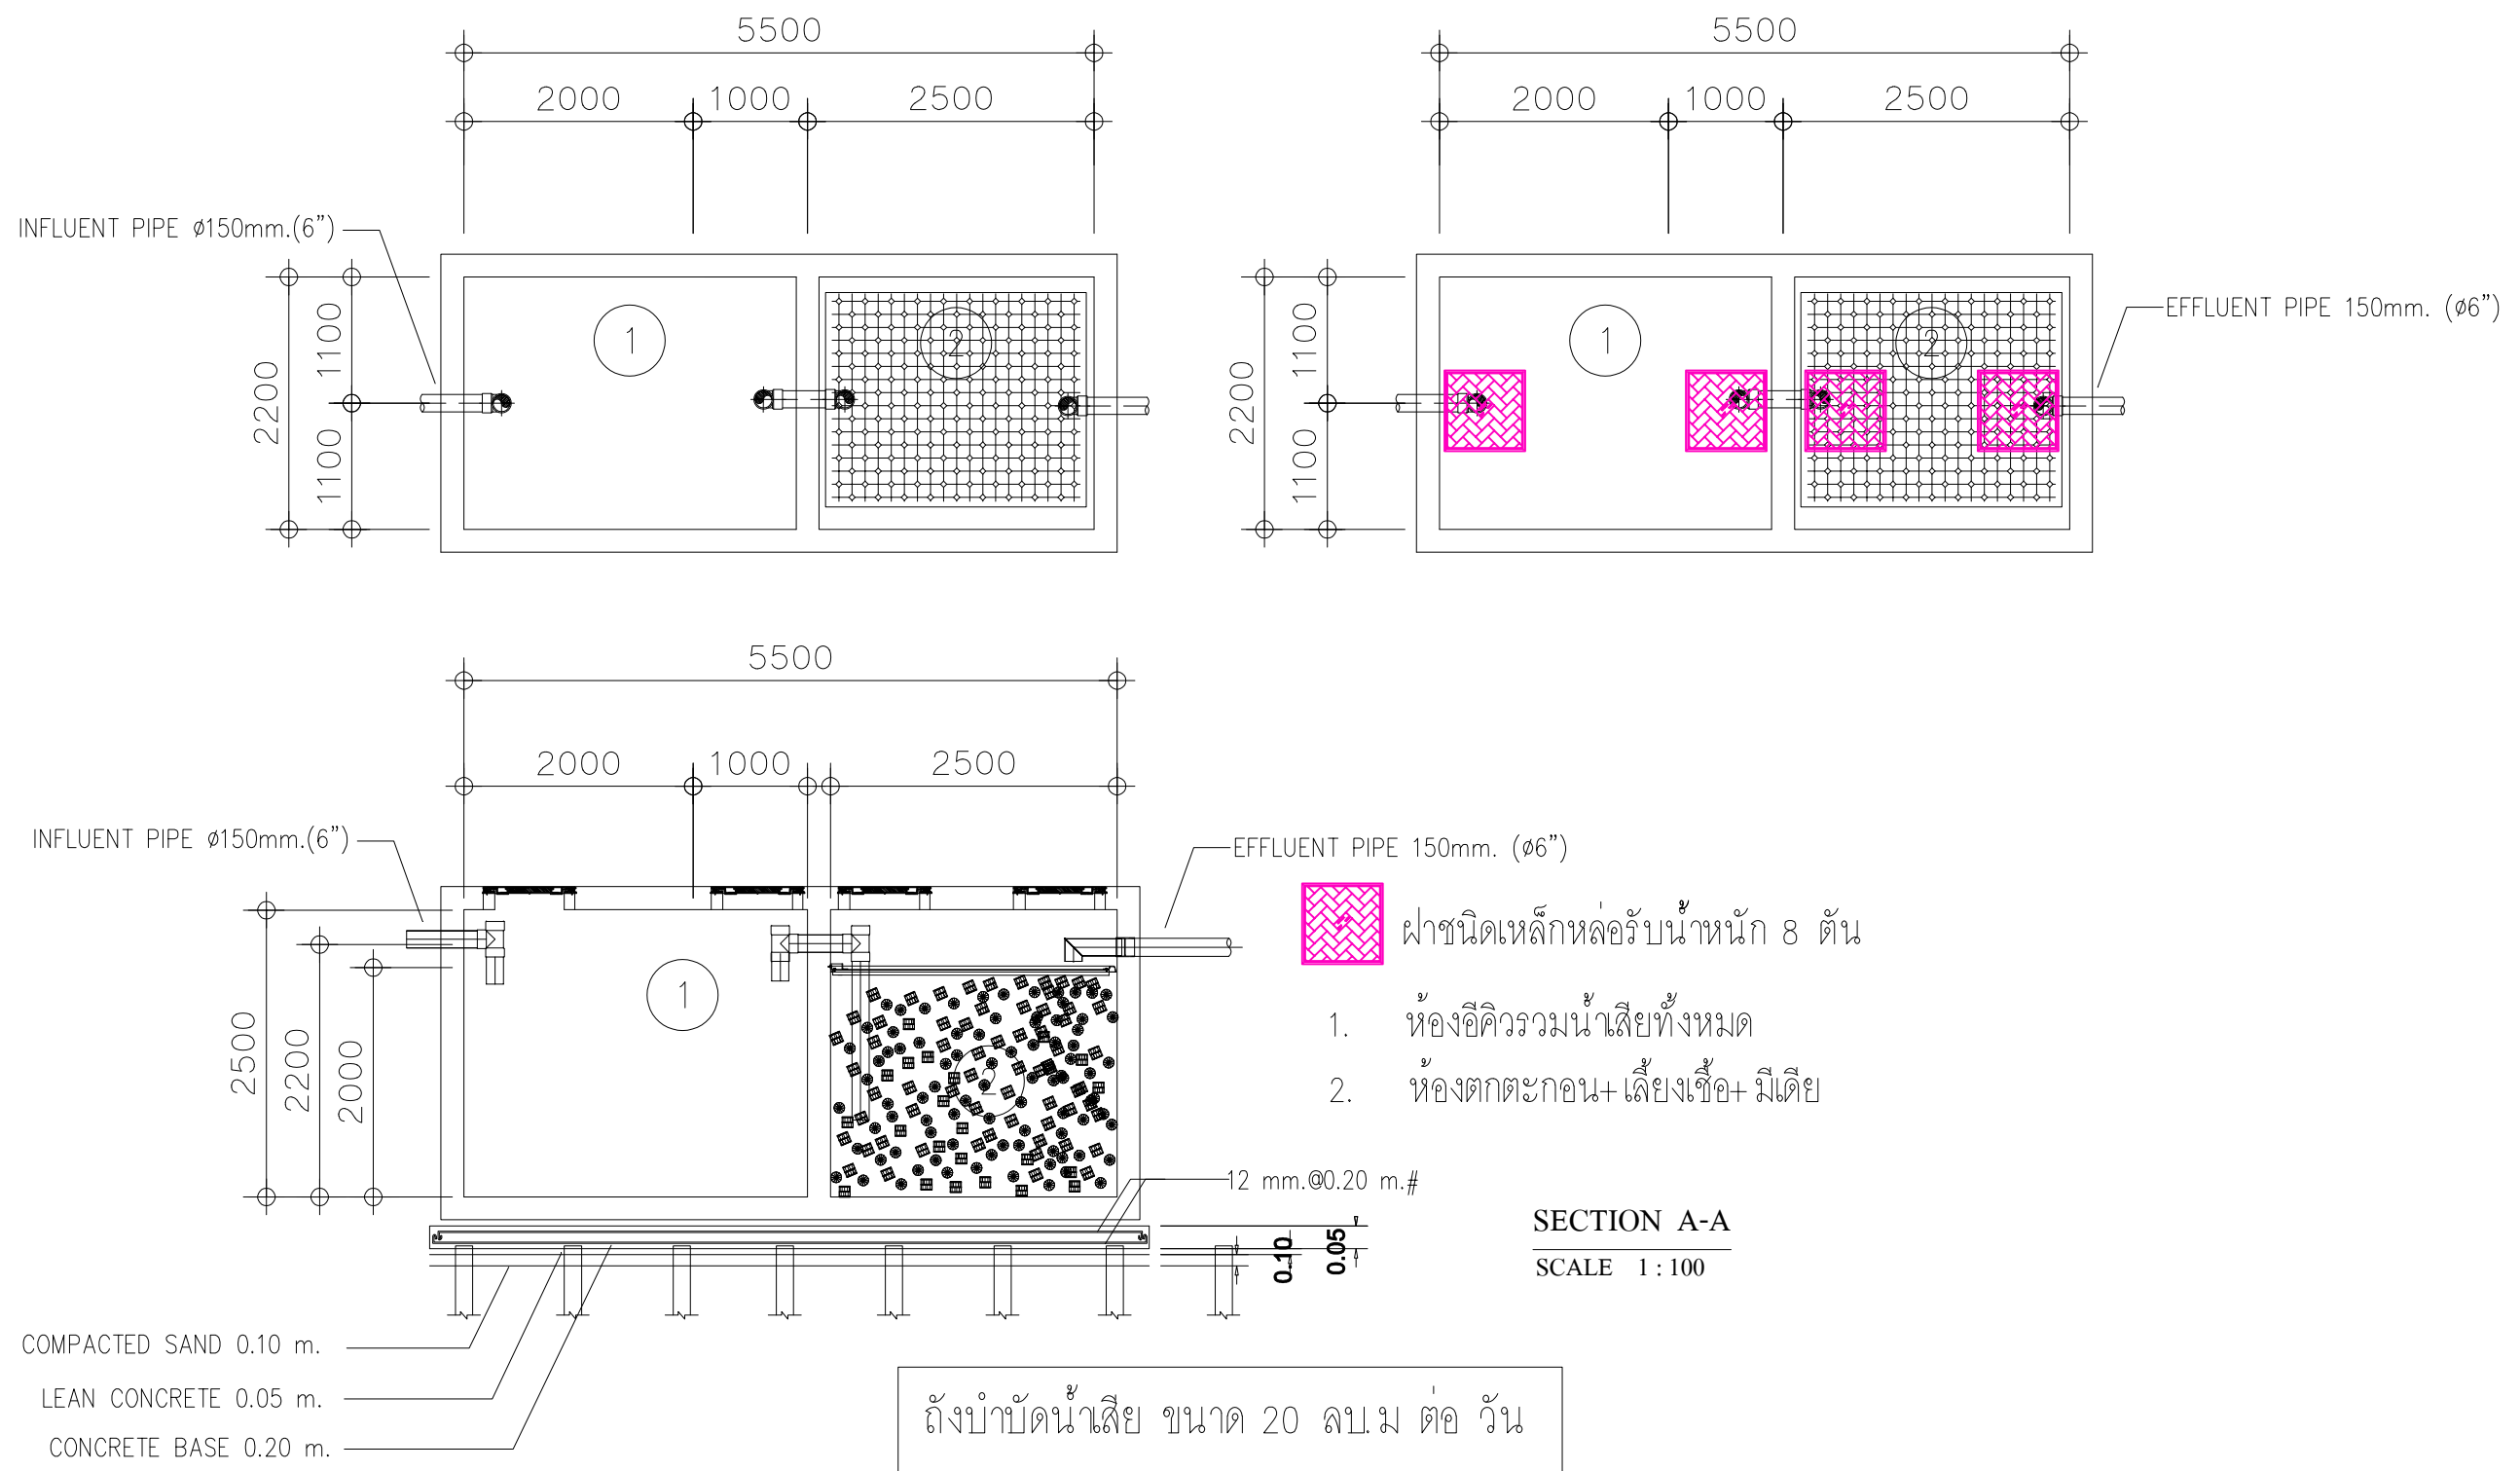 5500
2000 1000 2500
INFLUENT PIPE ø150mm.(6")
2200
1100
1100
1
2
5500
2000 1000 2500
2200
1100
1100
1
2
EFFLUENT PIPE 150mm. (ø6")
5500
2000 1000 2500
INFLUENT PIPE ø150mm.(6")
EFFLUENT PIPE 150mm. (ø6")
2500
2200
2000
1
2
ฝาชนิดเหล็กหล่อรับน้ำหนัก 8 ตัน
1. ห้องอีคิวรวมน้ำเสียทั้งหมด
2. ห้องตกตะกอน+เลี้ยงเชื้อ+มีเดีย
12 mm.@0.20 m.#
0.10
0.05
SECTION A-A
SCALE 1 : 100
COMPACTED SAND 0.10 m.
LEAN CONCRETE 0.05 m.
CONCRETE BASE 0.20 m.
ถังบำบัดน้ำเสีย ขนาด 20 ลบ.ม ต่อ วัน